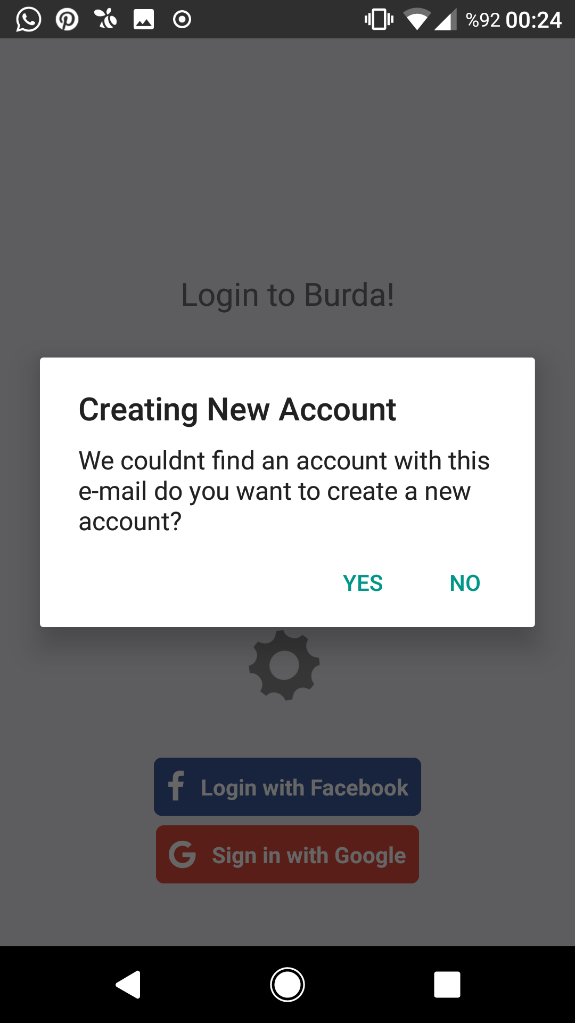 %92 00:24
Login to Burda!
Creating New Account
We couldnt find an account with this
e-mail do you want to create a new
account?
YES NO
Login with Facebook
Sign in with Google